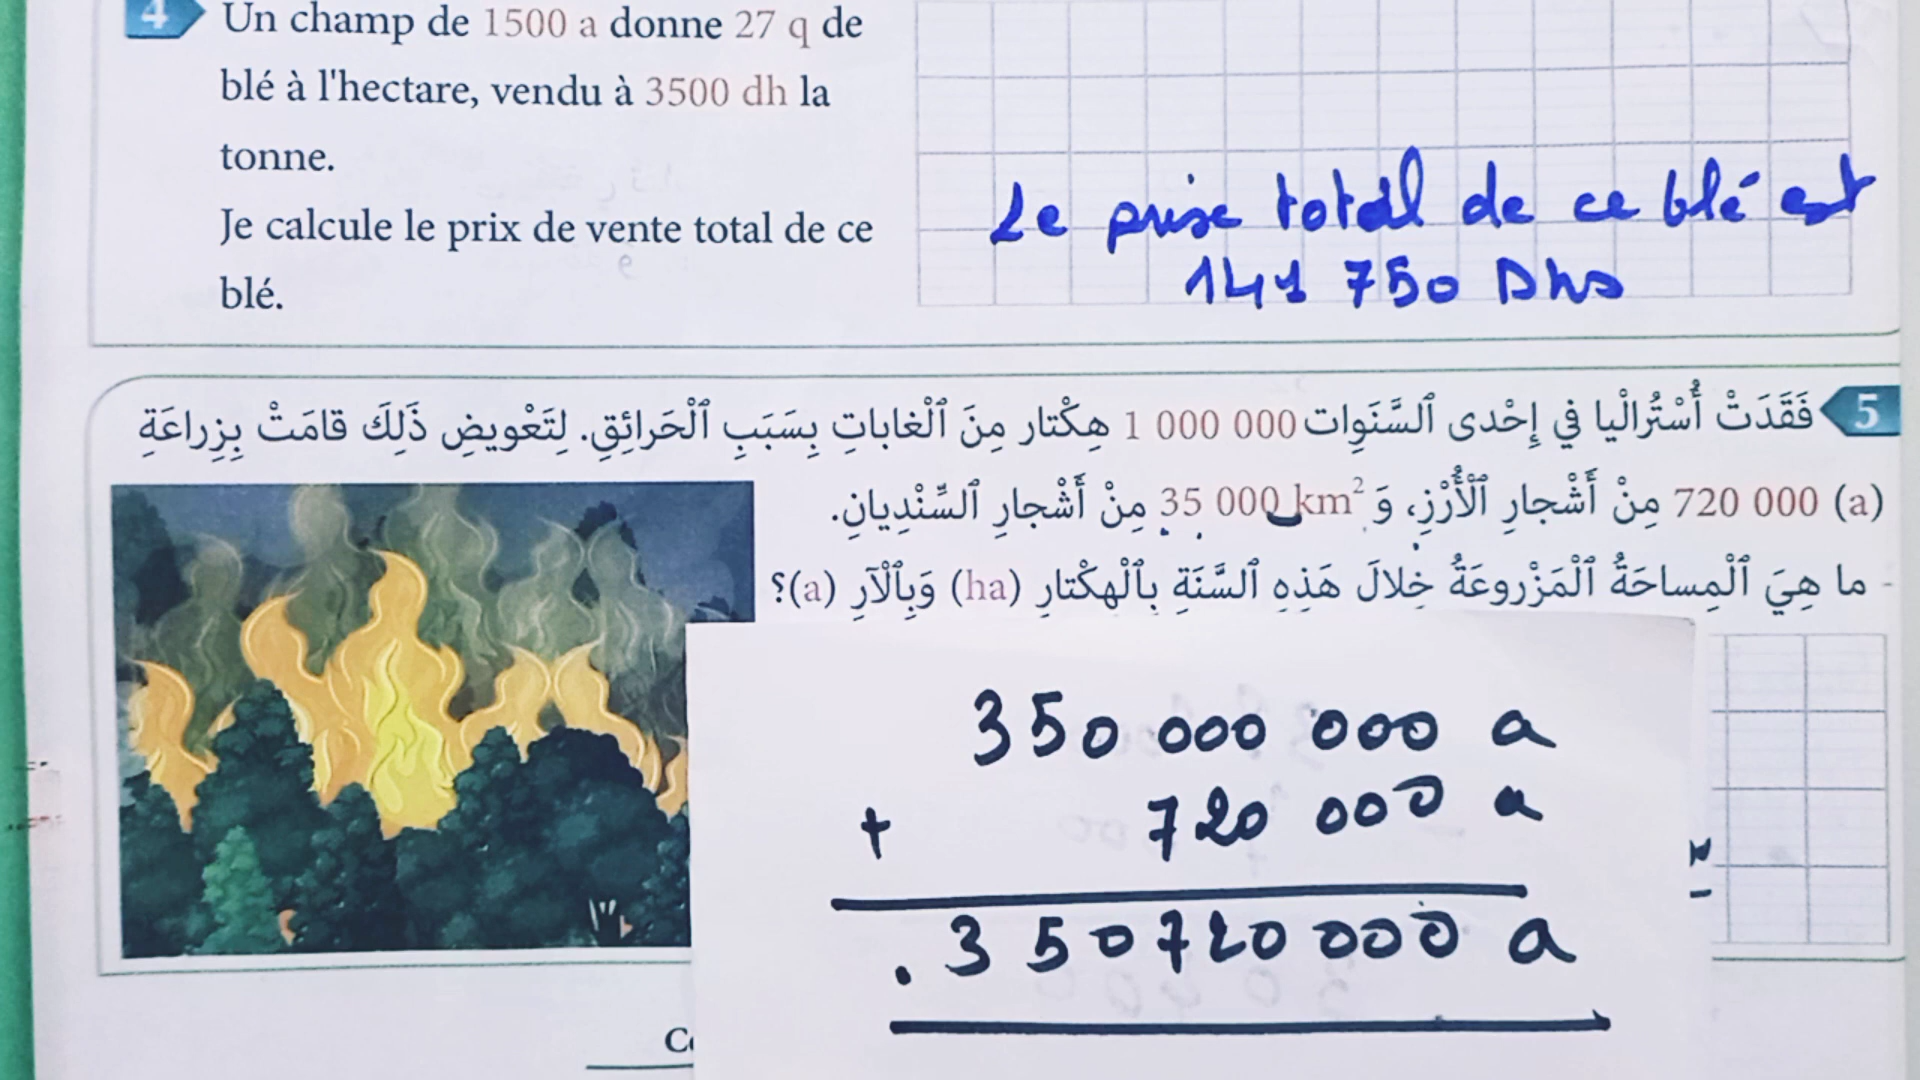 4 Un champ de 1500 a donne 27 q de
blé à l'hectare, vendu à 3500 dh la
tonne.
Je calcule le prix de vente total de ce
blé.
Le prix total de ce blé est
141 750 Dhs
5 فَقَدَتْ أُسْتُرالْيا في إِحْدى ٱلسَّنَوات 1 000 000 هِكْتار مِنَ ٱلْغاباتِ بِسَبَبِ ٱلْحَرائِقِ. لِتَعْويضِ ذَلِكَ قامَتْ بِزِراعَةِ
720 000 (a) مِنْ أَشْجارِ ٱلْأَرْزِ، وَ 35 000 km² مِنْ أَشْجارِ ٱلسِّنْدِيانِ.
- ما هِيَ ٱلْمِساحَةُ ٱلْمَزْروعَةُ خِلالَ هَذِهِ ٱلسَّنَةِ بِٱلْهِكْتارِ (ha) وَبِٱلْآرِ (a)؟
350 000 000 a
+ 720 000 a
350720000 a